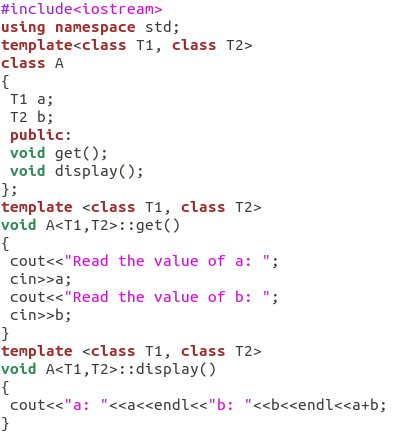 #include<iostream>
using namespace std;
template<class T1, class T2>
class A
{
 T1 a;
 T2 b;
 public:
 void get();
 void display();
};
template <class T1, class T2>
void A<T1,T2>::get()
{
 cout<<"Read the value of a: ";
 cin>>a;
 cout<<"Read the value of b: ";
 cin>>b;
}
template <class T1, class T2>
void A<T1,T2>::display()
{
 cout<<"a: "<<a<<endl<<"b: "<<b<<endl<<a+b;
}